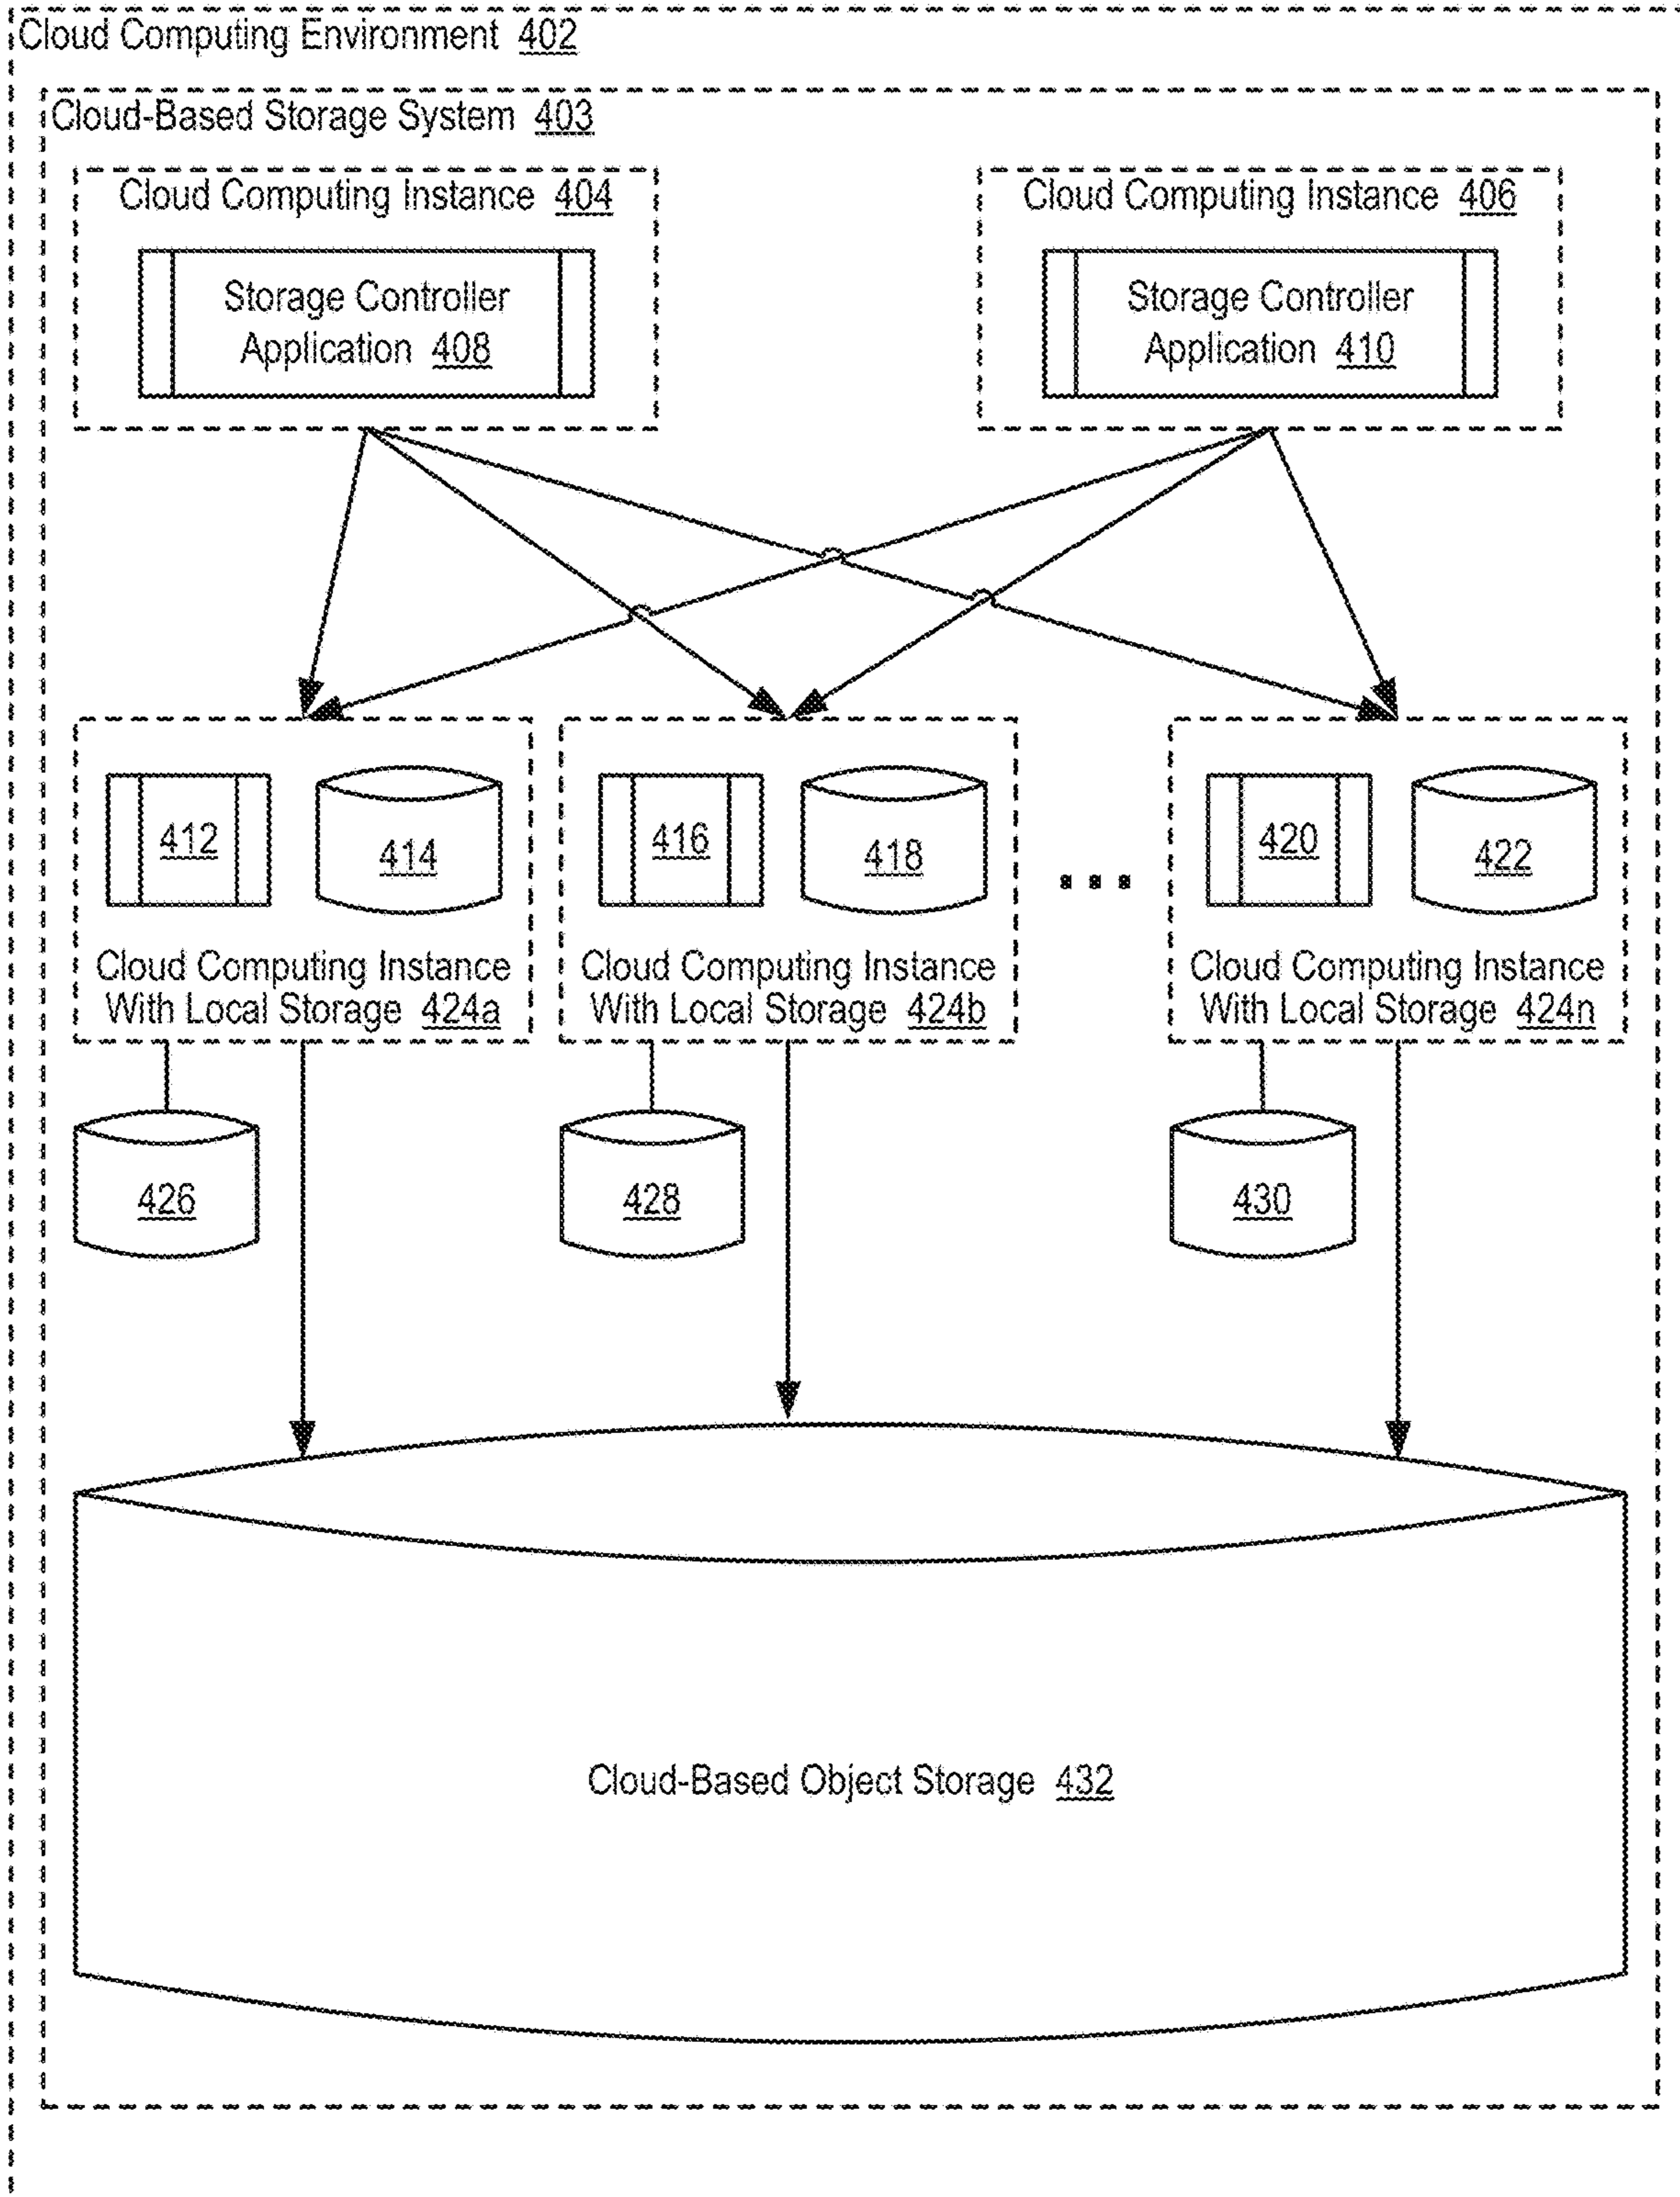 Cloud Computing Environment 402
Cloud-Based Storage System 403
Cloud Computing Instance 404
Storage Controller
Application 408
Cloud Computing Instance 406
Storage Controller
Application 410
412
414
Cloud Computing Instance
With Local Storage 424a
416
418
Cloud Computing Instance
With Local Storage 424b
...
420
422
Cloud Computing Instance
With Local Storage 424n
426
428
430
Cloud-Based Object Storage 432